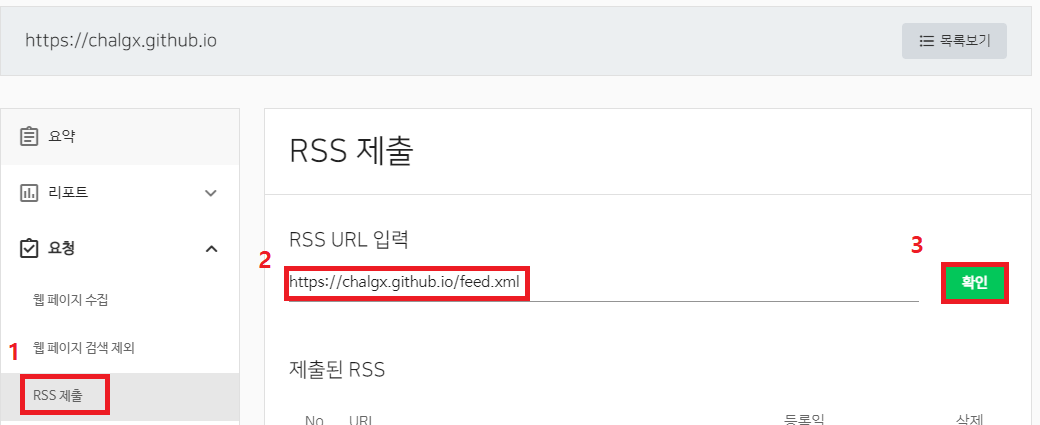 https://chalgx.github.io
목록보기
요약
리포트
요청
웹 페이지 수집
웹 페이지 검색 제외
1
RSS 제출
RSS 제출
RSS URL 입력
2
3
https://chalgx.github.io/feed.xml
확인
제출된 RSS
No URL 등록일 삭제